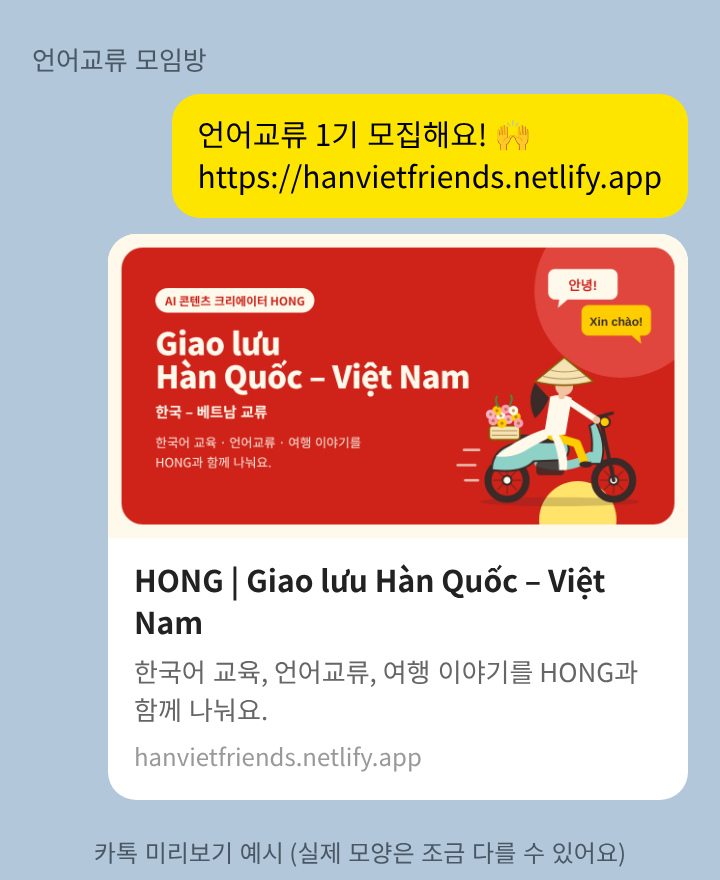 언어교류 모임방
언어교류 1기 모집해요! 🙌
https://hanvietfriends.netlify.app
AI 콘텐츠 크리에이터 HONG
안녕!
Xin chào!
Giao lưu
Hàn Quốc – Việt Nam
한국 – 베트남 교류
한국어 교육 · 언어교류 · 여행 이야기를
HONG과 함께 나눠요.
HONG | Giao lưu Hàn Quốc – Việt
Nam
한국어 교육, 언어교류, 여행 이야기를 HONG과
함께 나눠요.
hanvietfriends.netlify.app
카톡 미리보기 예시 (실제 모양은 조금 다를 수 있어요)